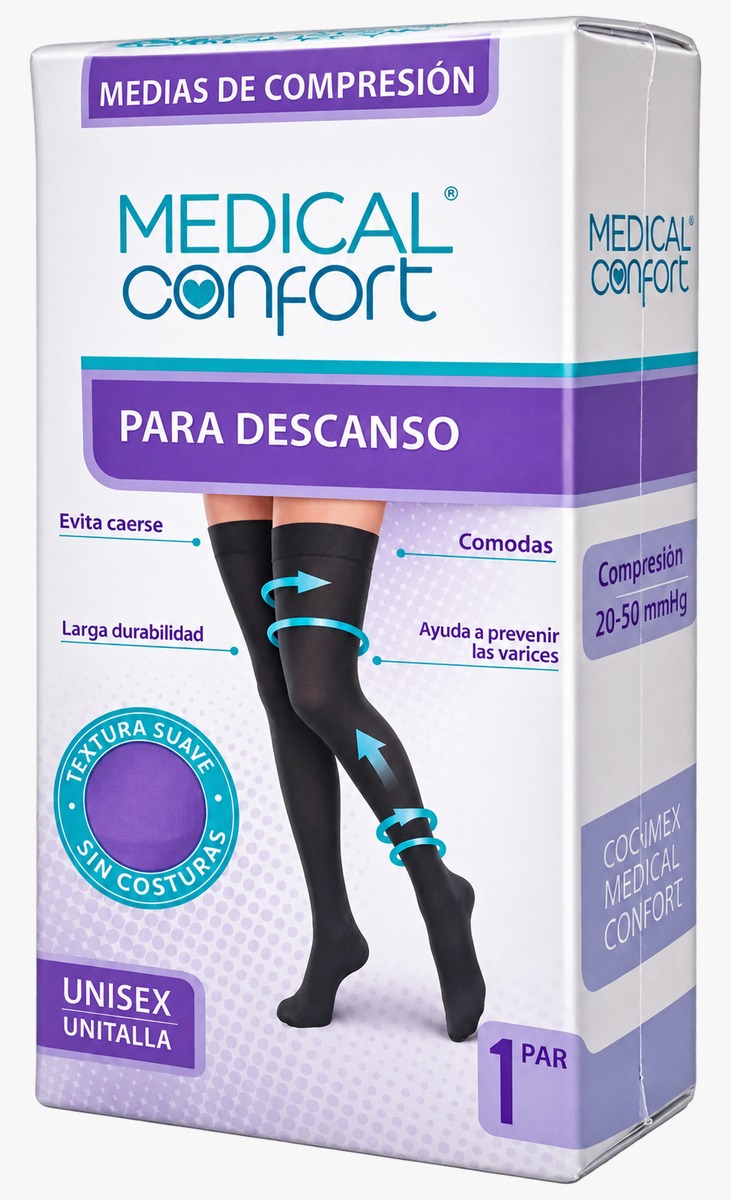 MEDIAS DE COMPRESIÓN
MEDICAL®
confort
PARA DESCANSO
Evita caerse
Comodas
Larga durabilidad
Ayuda a prevenir
las varices
TEXTURA SUAVE
SIN COSTURAS
UNISEX
UNITALLA
1 PAR
MEDICAL®
confort
Compresión
20-50 mmHg
COCIMEX
MEDICAL
CONFORT